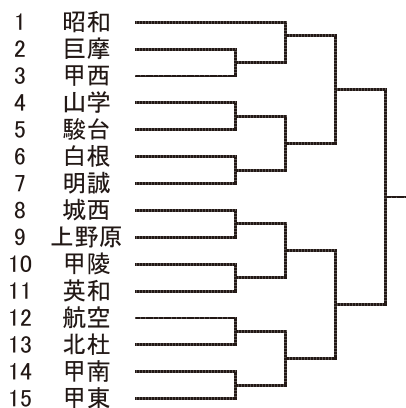 1 昭和
2 巨摩
3 甲西
4 山学
5 駿台
6 白根
7 明誠
8 城西
9 上野原
10 甲陵
11 英和
12 航空
13 北杜
14 甲南
15 甲東